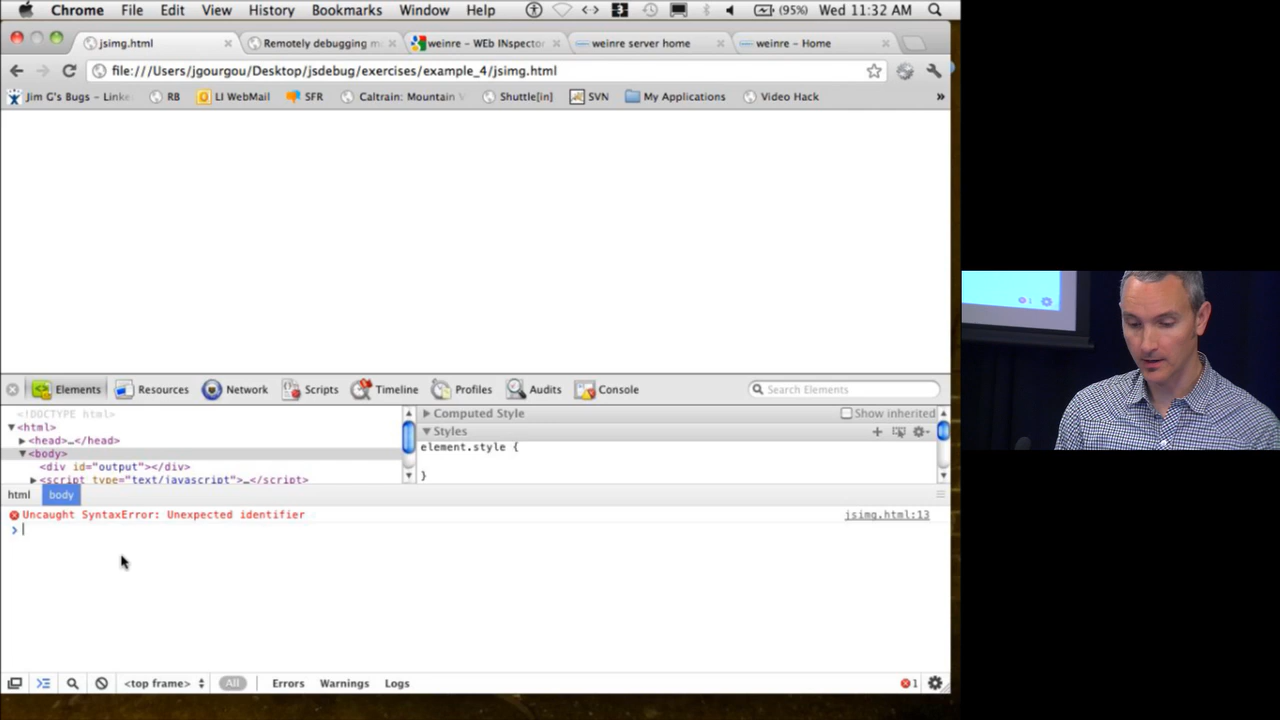 Chrome File Edit View History Bookmarks Window Help (95%) Wed 11:32 AM
jsimg.html Remotely debugging weinre – WEb INspector weinre server home weinre – Home
file:///Users/jgourgou/Desktop/jsdebug/exercises/example_4/jsimg.html
Jim G's Bugs – Linke RB LI WebMail SFR Caltrain: Mountain Shuttle[in] SVN My Applications Video Hack »
Elements Resources Network Scripts Timeline Profiles Audits Console Search Elements
<!DOCTYPE html>
<html>
<head>…</head>
<body>
<div id="output"></div>
<script type="text/javascript">…</script>
Computed Style Show inherited
Styles
element.style {
}
html body
Uncaught SyntaxError: Unexpected identifier jsimg.html:13
>
<top frame> All Errors Warnings Logs 1